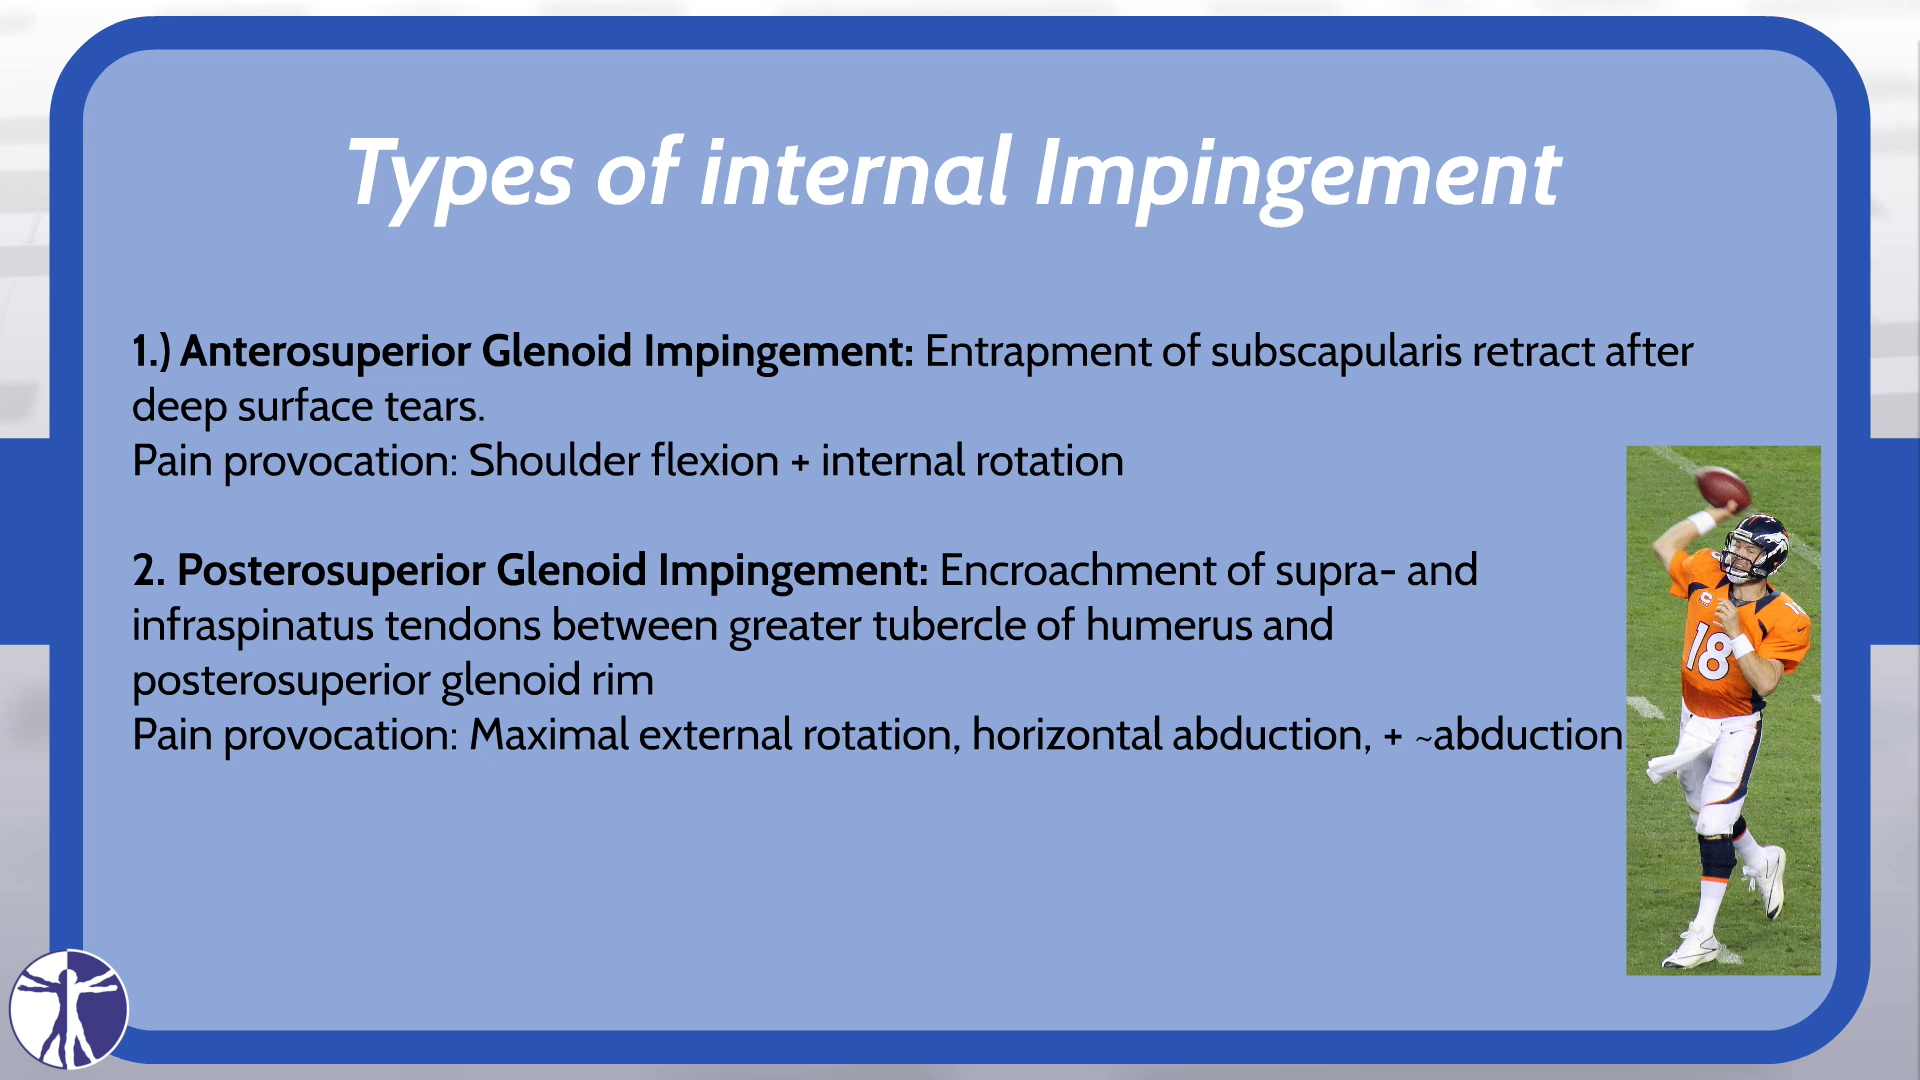 Types of internal Impingement
1.) Anterosuperior Glenoid Impingement: Entrapment of subscapularis retract after
deep surface tears.
Pain provocation: Shoulder flexion + internal rotation
2. Posterosuperior Glenoid Impingement: Encroachment of supra- and
infraspinatus tendons between greater tubercle of humerus and
posterosuperior glenoid rim
Pain provocation: Maximal external rotation, horizontal abduction, + ~abduction
C
18